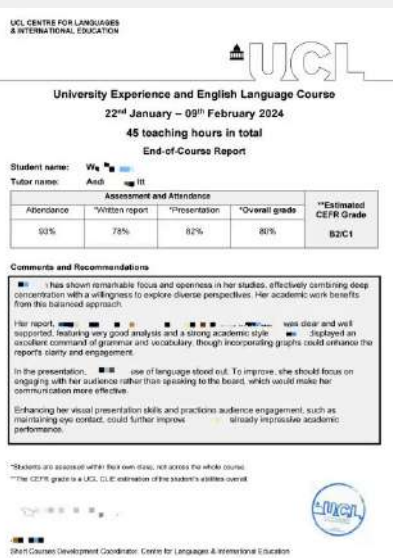 UCL CENTRE FOR LANGUAGES
& INTERNATIONAL EDUCATION
UCL
University Experience and English Language Course
22nd January – 09th February 2024
45 teaching hours in total
End-of-Course Report
Student name:
Tutor name: Andi
Assessment and Attendance
Attendance *Written report *Presentation *Overall grade **Estimated CEFR Grade
93% 78% 82% 80% B2/C1
Comments and Recommendations
has shown remarkable focus and openness in her studies, effectively combining deep
concentration with a willingness to explore diverse perspectives. Her academic work benefits
from this balanced approach.
Her report, was clear and well
supported, featuring very good analysis and a strong academic style displayed an
excellent command of grammar and vocabulary, though incorporating graphs could enhance the
report's clarity and engagement.
In the presentation, use of language stood out. To improve, she should focus on
engaging with her audience rather than speaking to the board, which would make her
communication more effective.
Enhancing her visual presentation skills and practicing audience engagement, such as
maintaining eye contact, could further improve already impressive academic
performance.
*Students are assessed within their own class, not across the whole course
**The CEFR grade is a UCL CLIE estimation of the student's abilities overall
UCL
Short Courses Development Coordinator, Centre for Languages & International Education